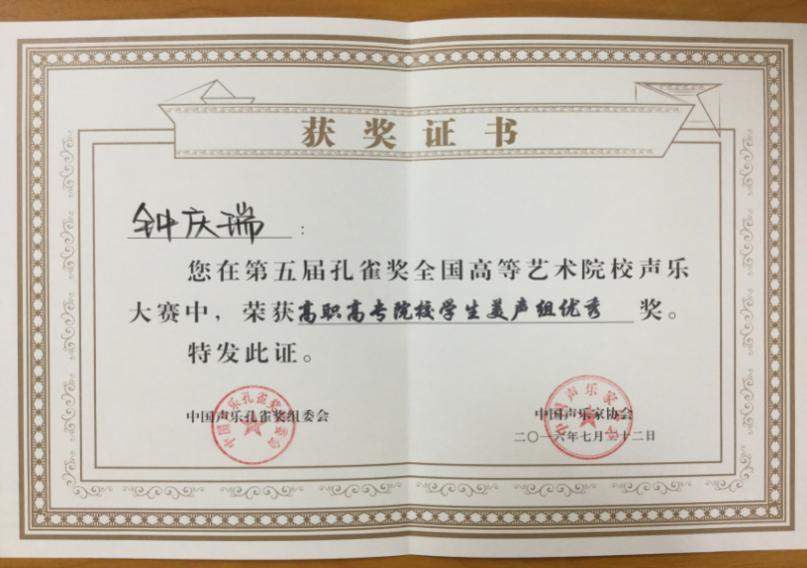 获奖证书
钟庆瑞：
您在第五届孔雀奖全国高等艺术院校声乐
大赛中，荣获高职高专院校学生美声组优秀奖。
特发此证。
中国声乐孔雀奖组委会
中国声乐家协会
二〇一六年七月二十二日